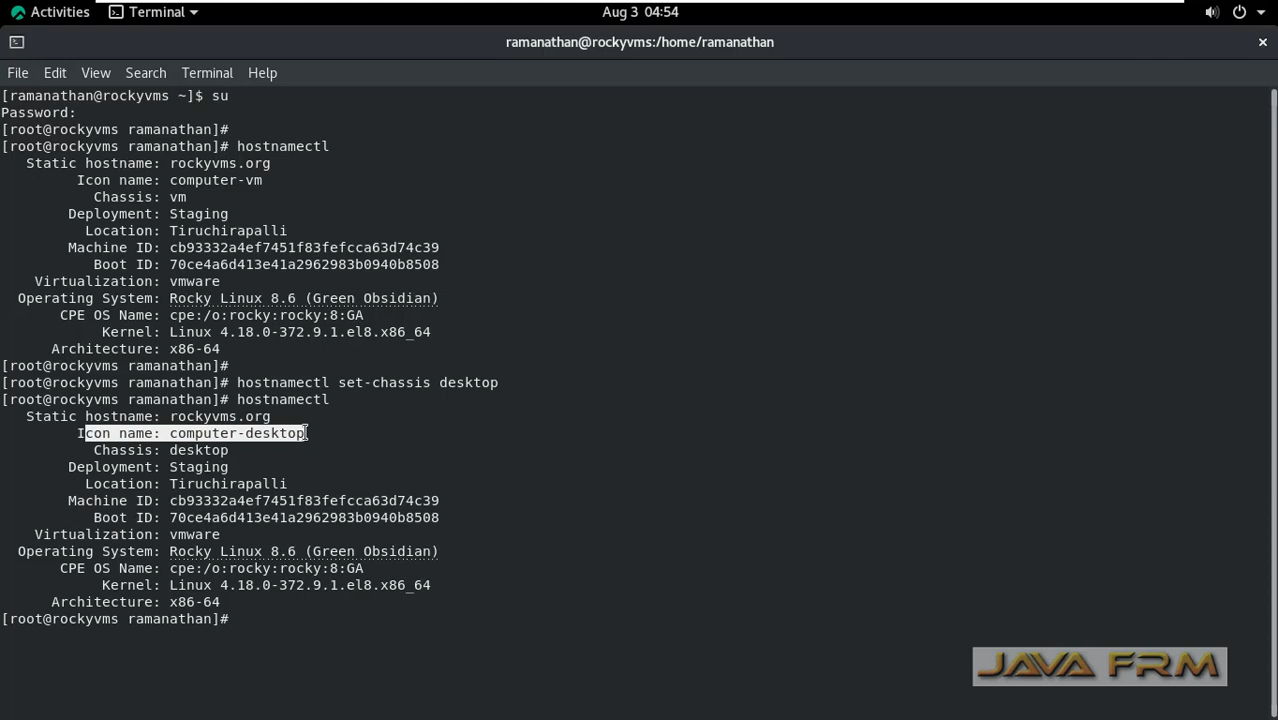 Activities Terminal Aug 3 04:54
ramanathan@rockyvms:/home/ramanathan
File Edit View Search Terminal Help
[ramanathan@rockyvms ~]$ su
Password:
[root@rockyvms ramanathan]#
[root@rockyvms ramanathan]# hostnamectl
Static hostname: rockyvms.org
Icon name: computer-vm
Chassis: vm
Deployment: Staging
Location: Tiruchirapalli
Machine ID: cb93332a4ef7451f83fefcca63d74c39
Boot ID: 70ce4a6d413e41a2962983b0940b8508
Virtualization: vmware
Operating System: Rocky Linux 8.6 (Green Obsidian)
CPE OS Name: cpe:/o:rocky:rocky:8:GA
Kernel: Linux 4.18.0-372.9.1.el8.x86_64
Architecture: x86-64
[root@rockyvms ramanathan]#
[root@rockyvms ramanathan]# hostnamectl set-chassis desktop
[root@rockyvms ramanathan]# hostnamectl
Static hostname: rockyvms.org
Icon name: computer-desktop
Chassis: desktop
Deployment: Staging
Location: Tiruchirapalli
Machine ID: cb93332a4ef7451f83fefcca63d74c39
Boot ID: 70ce4a6d413e41a2962983b0940b8508
Virtualization: vmware
Operating System: Rocky Linux 8.6 (Green Obsidian)
CPE OS Name: cpe:/o:rocky:rocky:8:GA
Kernel: Linux 4.18.0-372.9.1.el8.x86_64
Architecture: x86-64
[root@rockyvms ramanathan]#
JAVA FRM